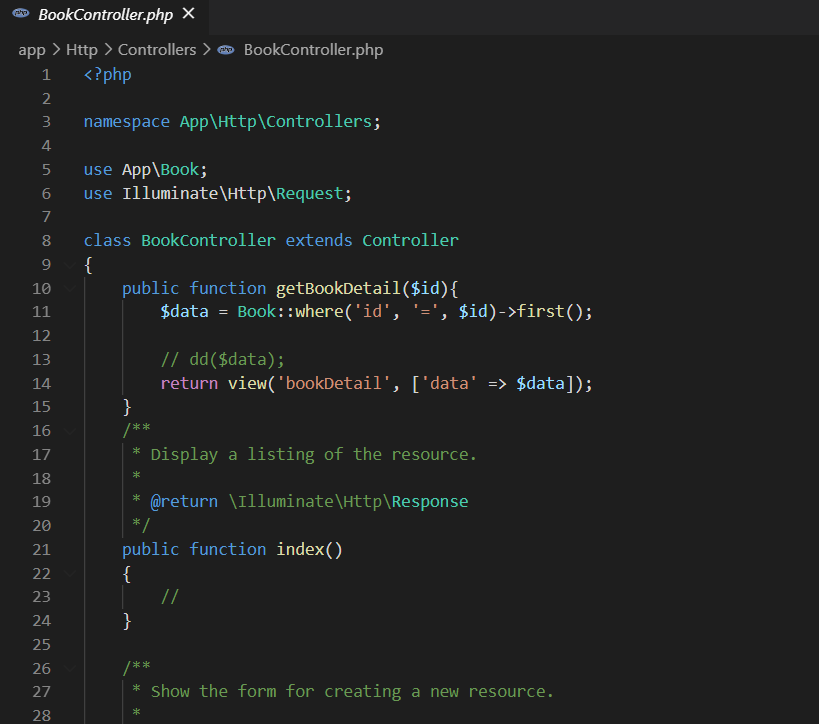 BookController.php
app > Http > Controllers > BookController.php
1 <?php
2
3 namespace App\Http\Controllers;
4
5 use App\Book;
6 use Illuminate\Http\Request;
7
8 class BookController extends Controller
9 {
10     public function getBookDetail($id){
11         $data = Book::where('id', '=', $id)->first();
12
13         // dd($data);
14         return view('bookDetail', ['data' => $data]);
15     }
16     /**
17      * Display a listing of the resource.
18      *
19      * @return \Illuminate\Http\Response
20      */
21     public function index()
22     {
23         //
24     }
25
26     /**
27      * Show the form for creating a new resource.
28      *